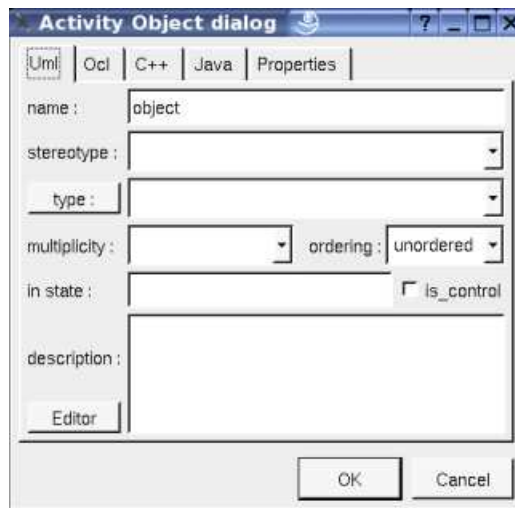 Activity Object dialog ? _
Uml Ocl C++ Java Properties
name : object
stereotype :
type :
multiplicity : ordering : unordered
in state : is_control
description :
Editor
OK Cancel